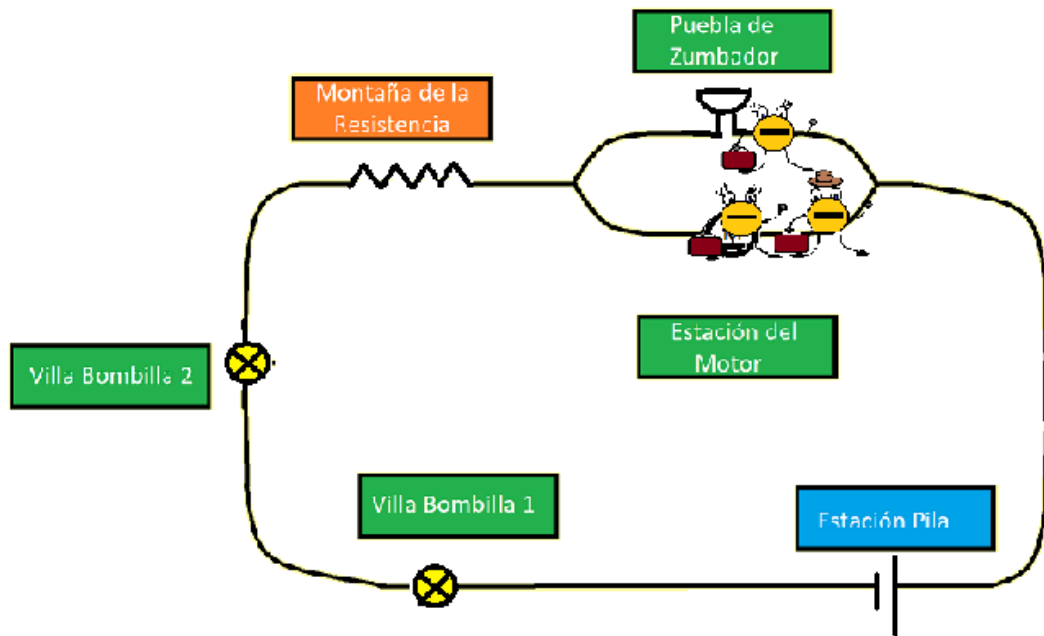 Puebla de
Zumbador
Montaña de la
Resistencia
Estación del
Motor
Villa Bombilla 2
Villa Bombilla 1
Estación Pila